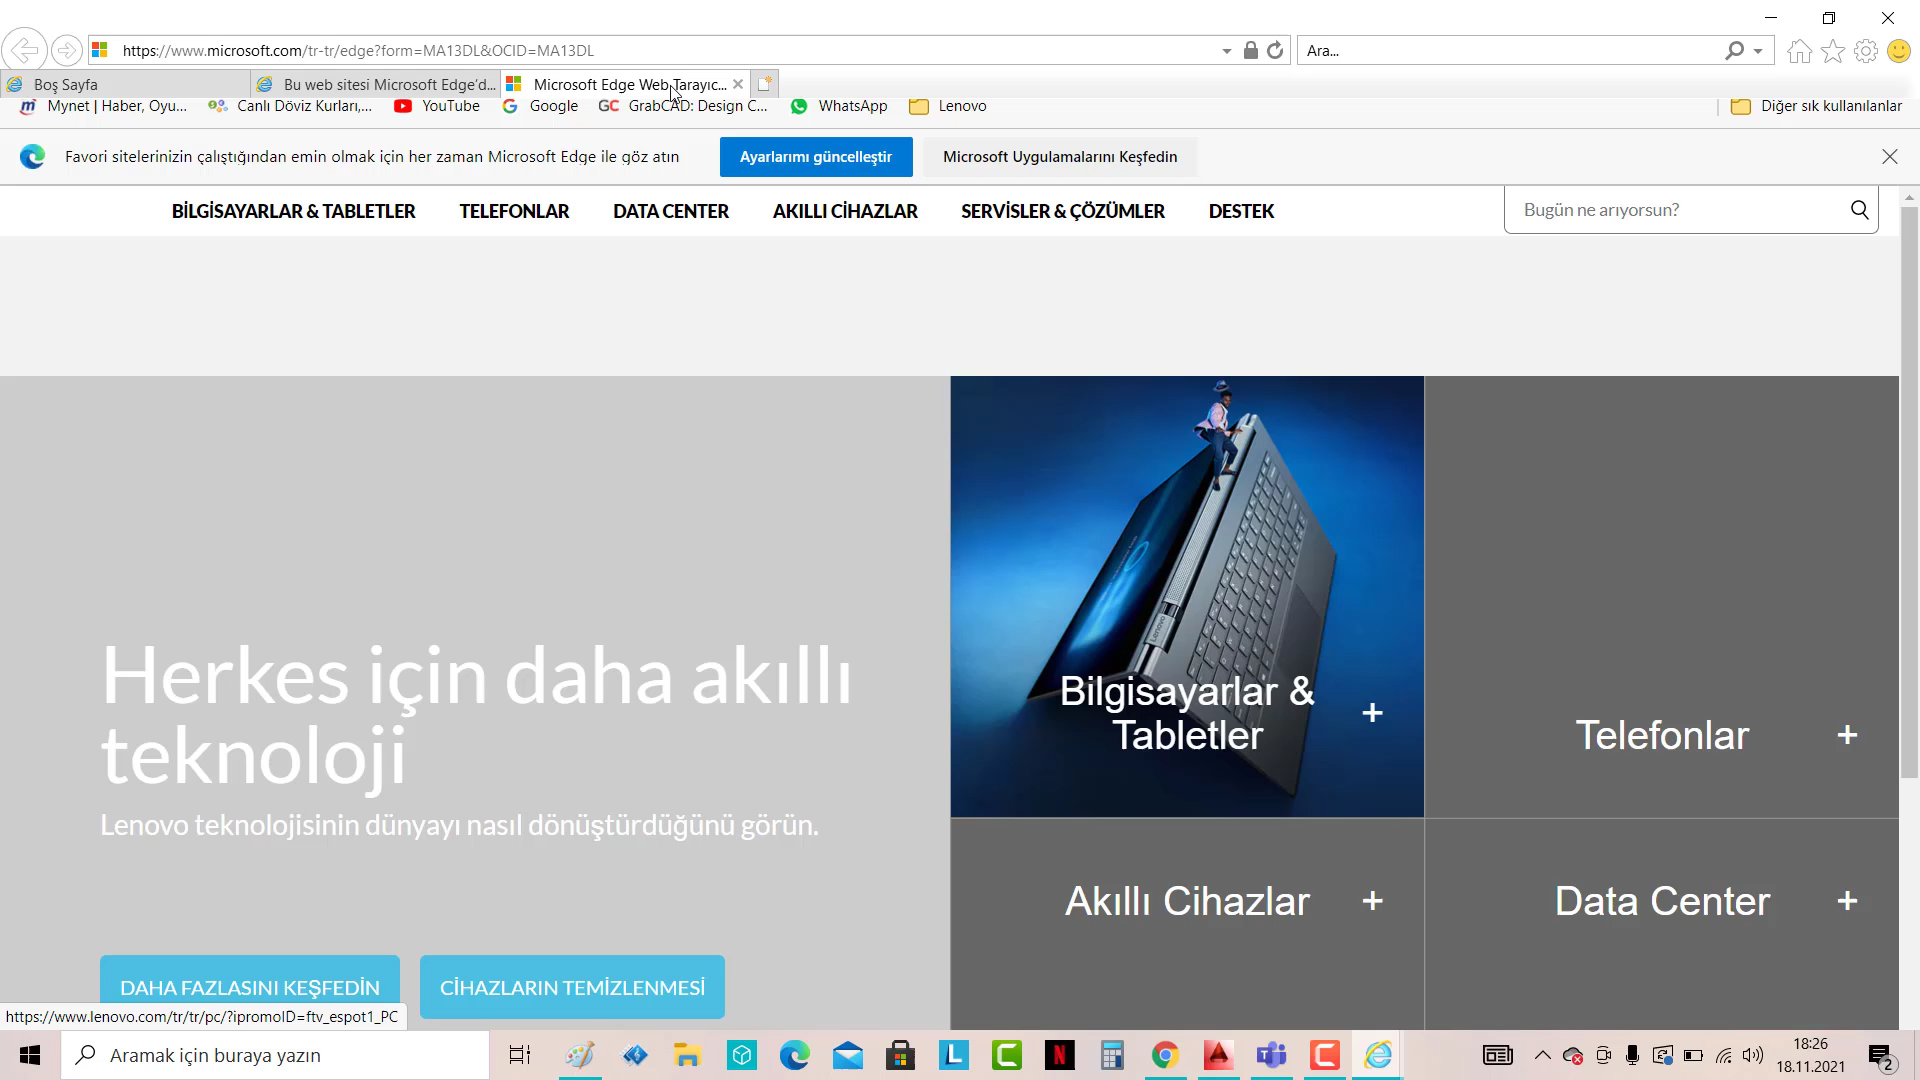 https://www.microsoft.com/tr-tr/edge?form=MA13DL&OCID=MA13DL
Ara...
Boş Sayfa
Bu web sitesi Microsoft Edge'd...
Microsoft Edge Web Tarayıc...
Mynet | Haber, Oyu...
Canlı Döviz Kurları,...
YouTube
Google
GrabCAD: Design C...
WhatsApp
Lenovo
Diğer sık kullanılanlar
Favori sitelerinizin çalıştığından emin olmak için her zaman Microsoft Edge ile göz atın
Ayarlarımı güncelleştir
Microsoft Uygulamalarını Keşfedin
BİLGİSAYARLAR & TABLETLER
TELEFONLAR
DATA CENTER
AKILLI CİHAZLAR
SERVİSLER & ÇÖZÜMLER
DESTEK
Bugün ne arıyorsun?
Herkes için daha akıllı
teknoloji
Lenovo teknolojisinin dünyayı nasıl dönüştürdüğünü görün.
DAHA FAZLASINI KEŞFEDİN
CİHAZLARIN TEMİZLENMESİ
Lenovo
Bilgisayarlar &
Tabletler
+
Telefonlar
+
Akıllı Cihazlar
+
Data Center
+
https://www.lenovo.com/tr/tr/pc/?ipromoID=ftv_espot1_PC
Aramak için buraya yazın
18:26
18.11.2021
2